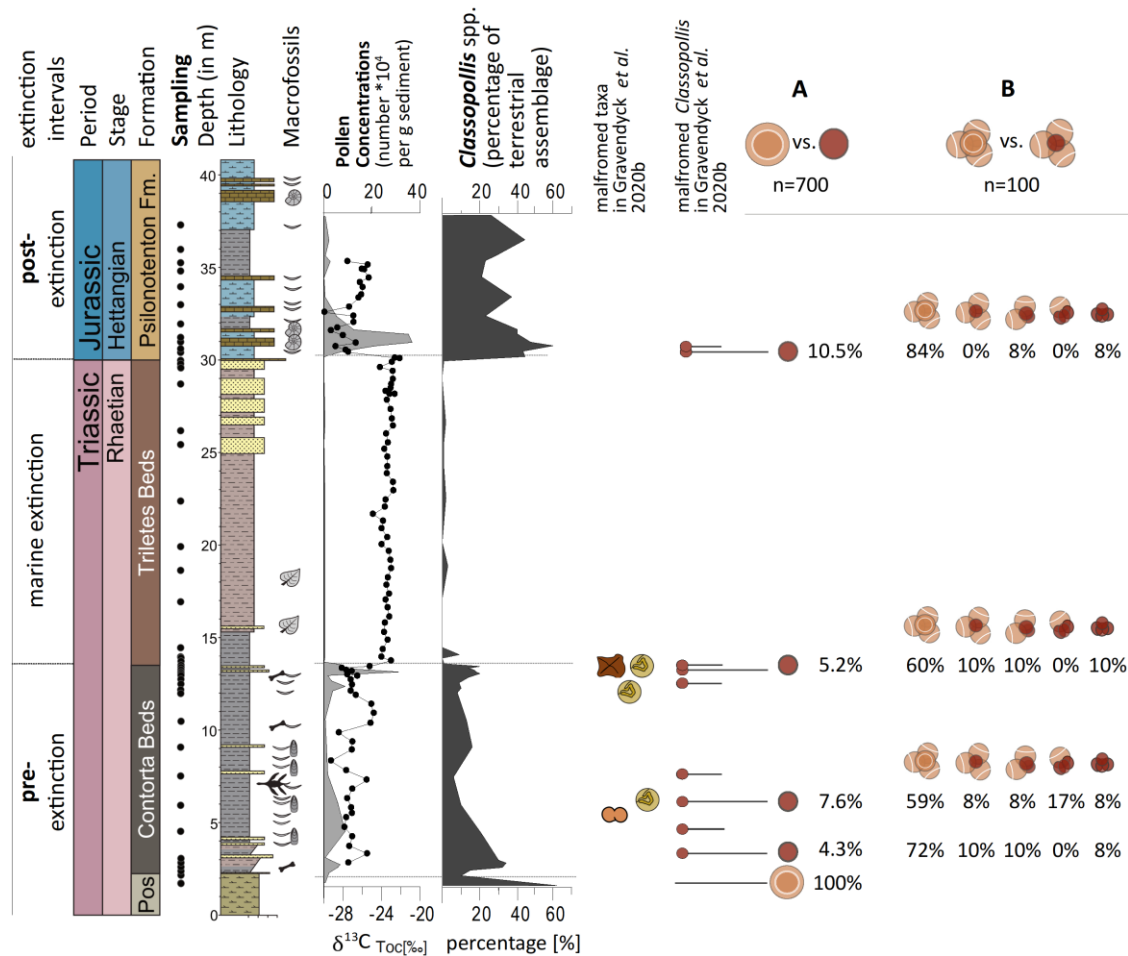 extinction
intervals
Period
Stage
Formation
Sampling
Depth (in m)
Lithology
Macrofossils
Pollen
Concentrations
(number *10⁴
per g sediment)
Classopollis spp.
(percentage of
terrestrial
assemblage)
malfromed taxa
in Gravendyck et al.
2020b
malfromed Classopollis in
Gravendyck et al.
2020b
A
vs.
n=700
B
vs.
n=100
0 20 40
20 40 60
post-
extinction
marine extinction
pre-
extinction
Jurassic
Triassic
Hettangian
Rhaetian
Psilonotenton Fm.
Triletes Beds
Contorta Beds
Pos
40
35
30
25
20
15
10
5
0
10.5%
84% 0% 8% 0% 8%
5.2%
60% 10% 10% 0% 10%
7.6%
59% 8% 8% 17% 8%
4.3%
72% 10% 10% 0% 8%
100%
-28 -24 -20
20 40 60
δ¹³C TOC[‰]
percentage [%]